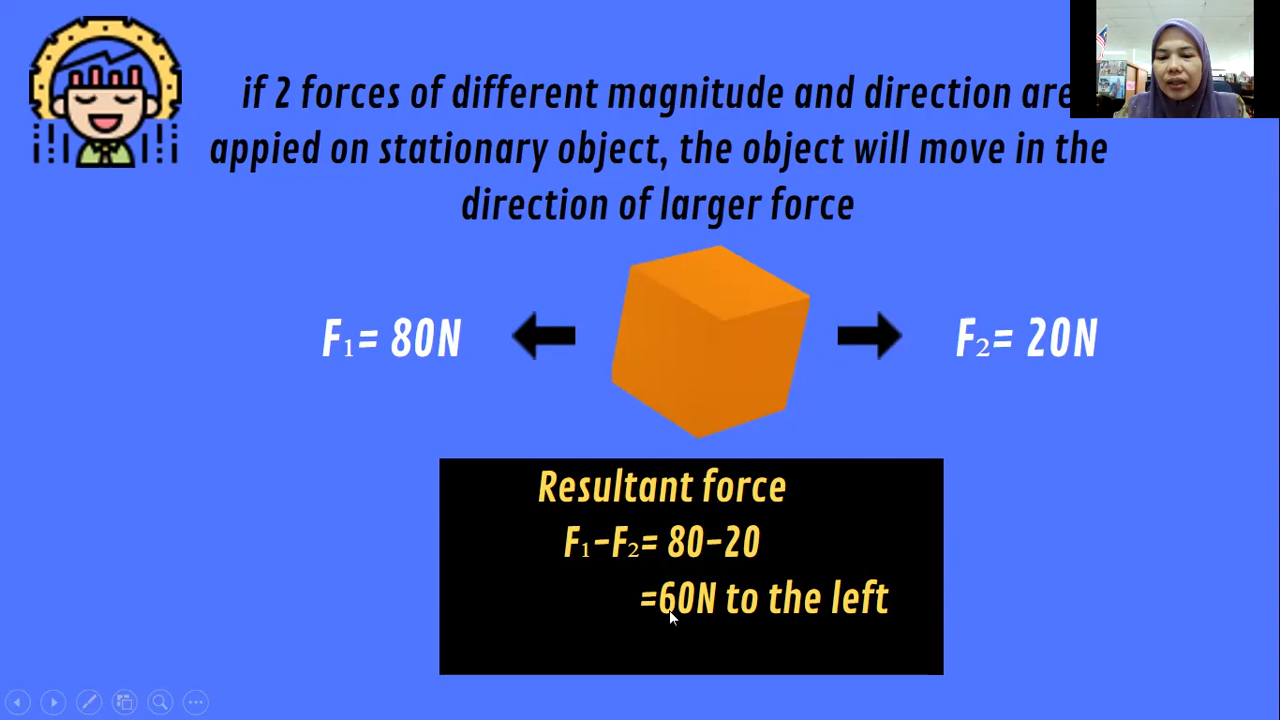 if 2 forces of different magnitude and direction are
appied on stationary object, the object will move in the
direction of larger force
F₁= 80N
F₂= 20N
Resultant force
F₁-F₂= 80-20
=60N to the left